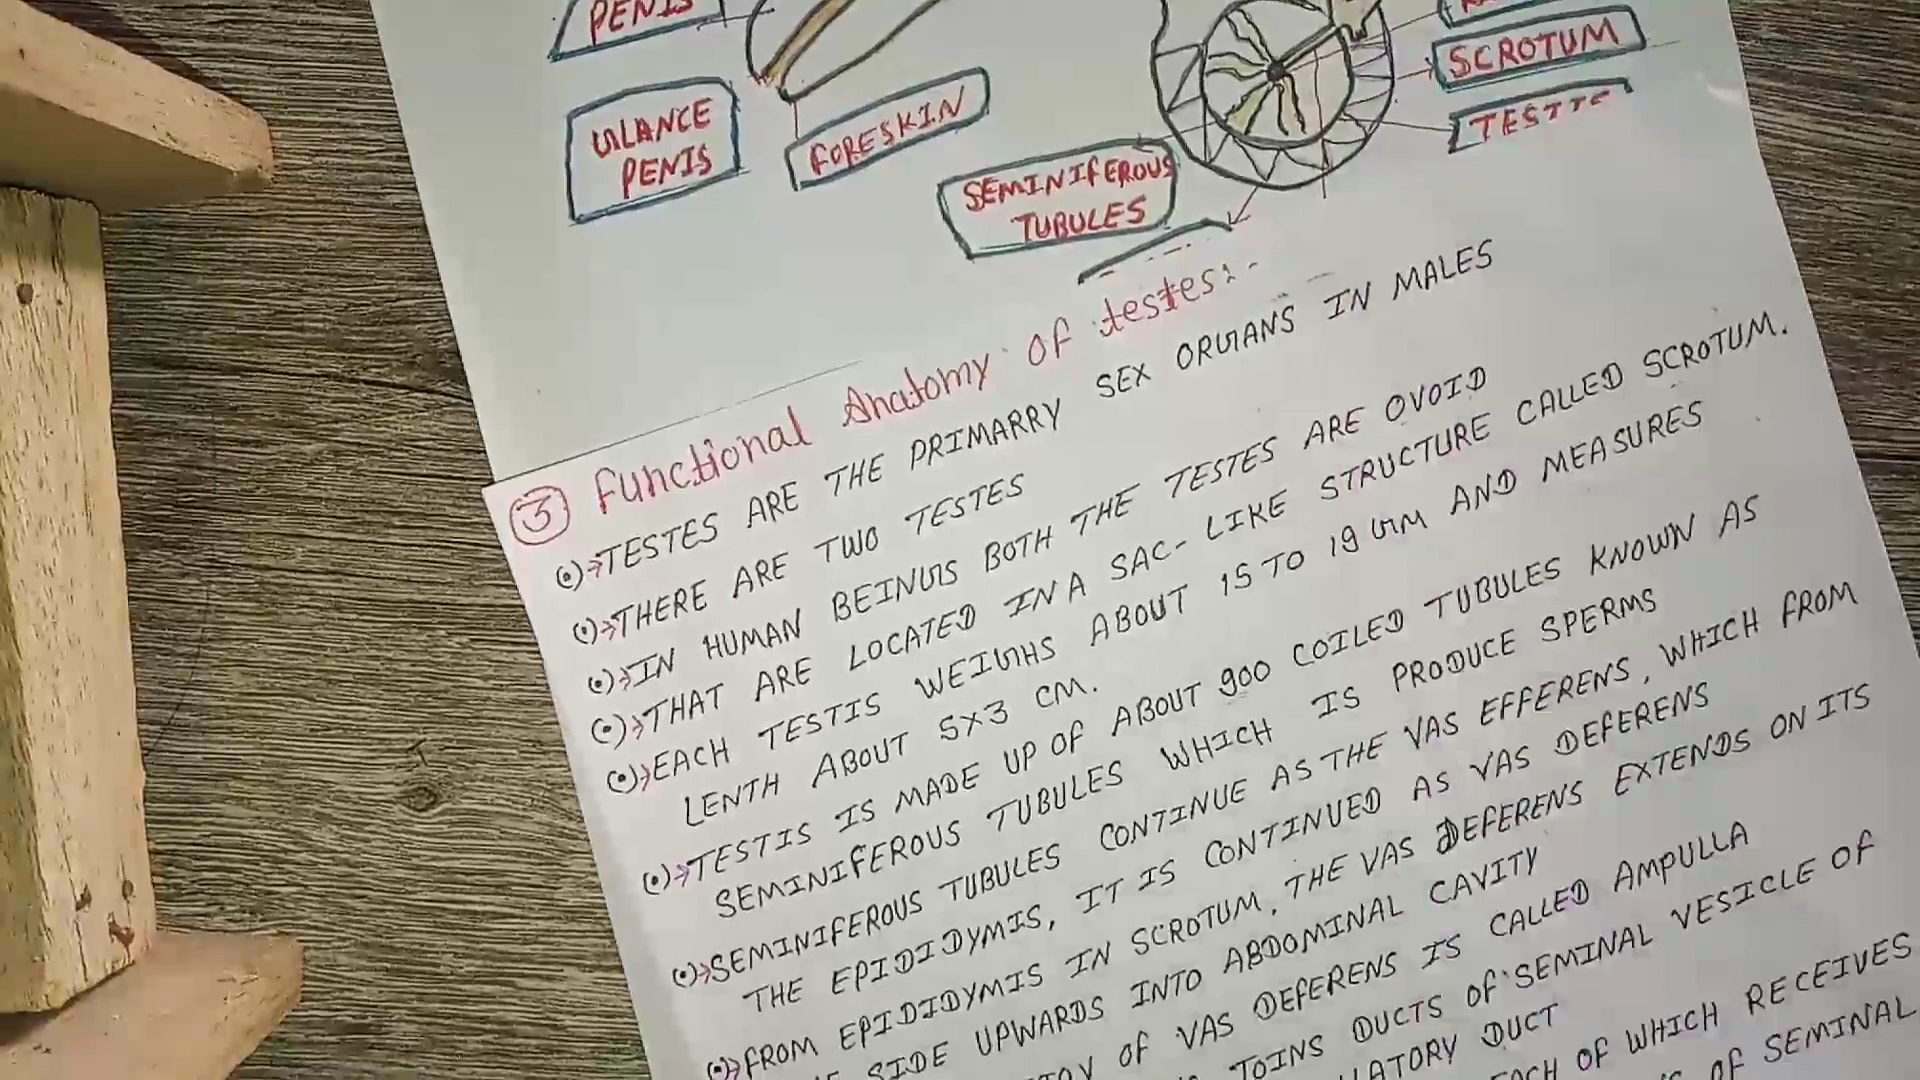 PENIS
GLANCE
PENIS
FORESKIN
SEMINIFEROUS
TUBULES
SCROTUM
TESTIS
3 Functional Anatomy of testes:-
TESTES ARE THE PRIMARRY SEX ORGANS IN MALES
THERE ARE TWO TESTES
IN HUMAN BEINGS BOTH THE TESTES ARE OVOID
THAT ARE LOCATED IN A SAC-LIKE STRUCTURE CALLED SCROTUM.
EACH TESTIS WEIGHS ABOUT 15 TO 19 GM AND MEASURES
LENTH ABOUT 5X3 CM.
TESTIS IS MADE UP OF ABOUT 900 COILED TUBULES KNOWN AS
SEMINIFEROUS TUBULES WHICH IS PRODUCE SPERMS
SEMINIFEROUS TUBULES CONTINUE AS THE VAS EFFERENS, WHICH FROM
THE EPIDIDYMIS, IT IS CONTINUED AS VAS DEFERENS
FROM EPIDIDYMIS IN SCROTUM, THE VAS DEFERENS EXTENDS ON ITS
SIDE UPWARDS INTO ABDOMINAL CAVITY
OF VAS DEFERENS IS CALLED AMPULLA
JOINS DUCTS OF SEMINAL VESICLE OF
DUCT
EACH OF WHICH RECEIVES
OF SEMINAL